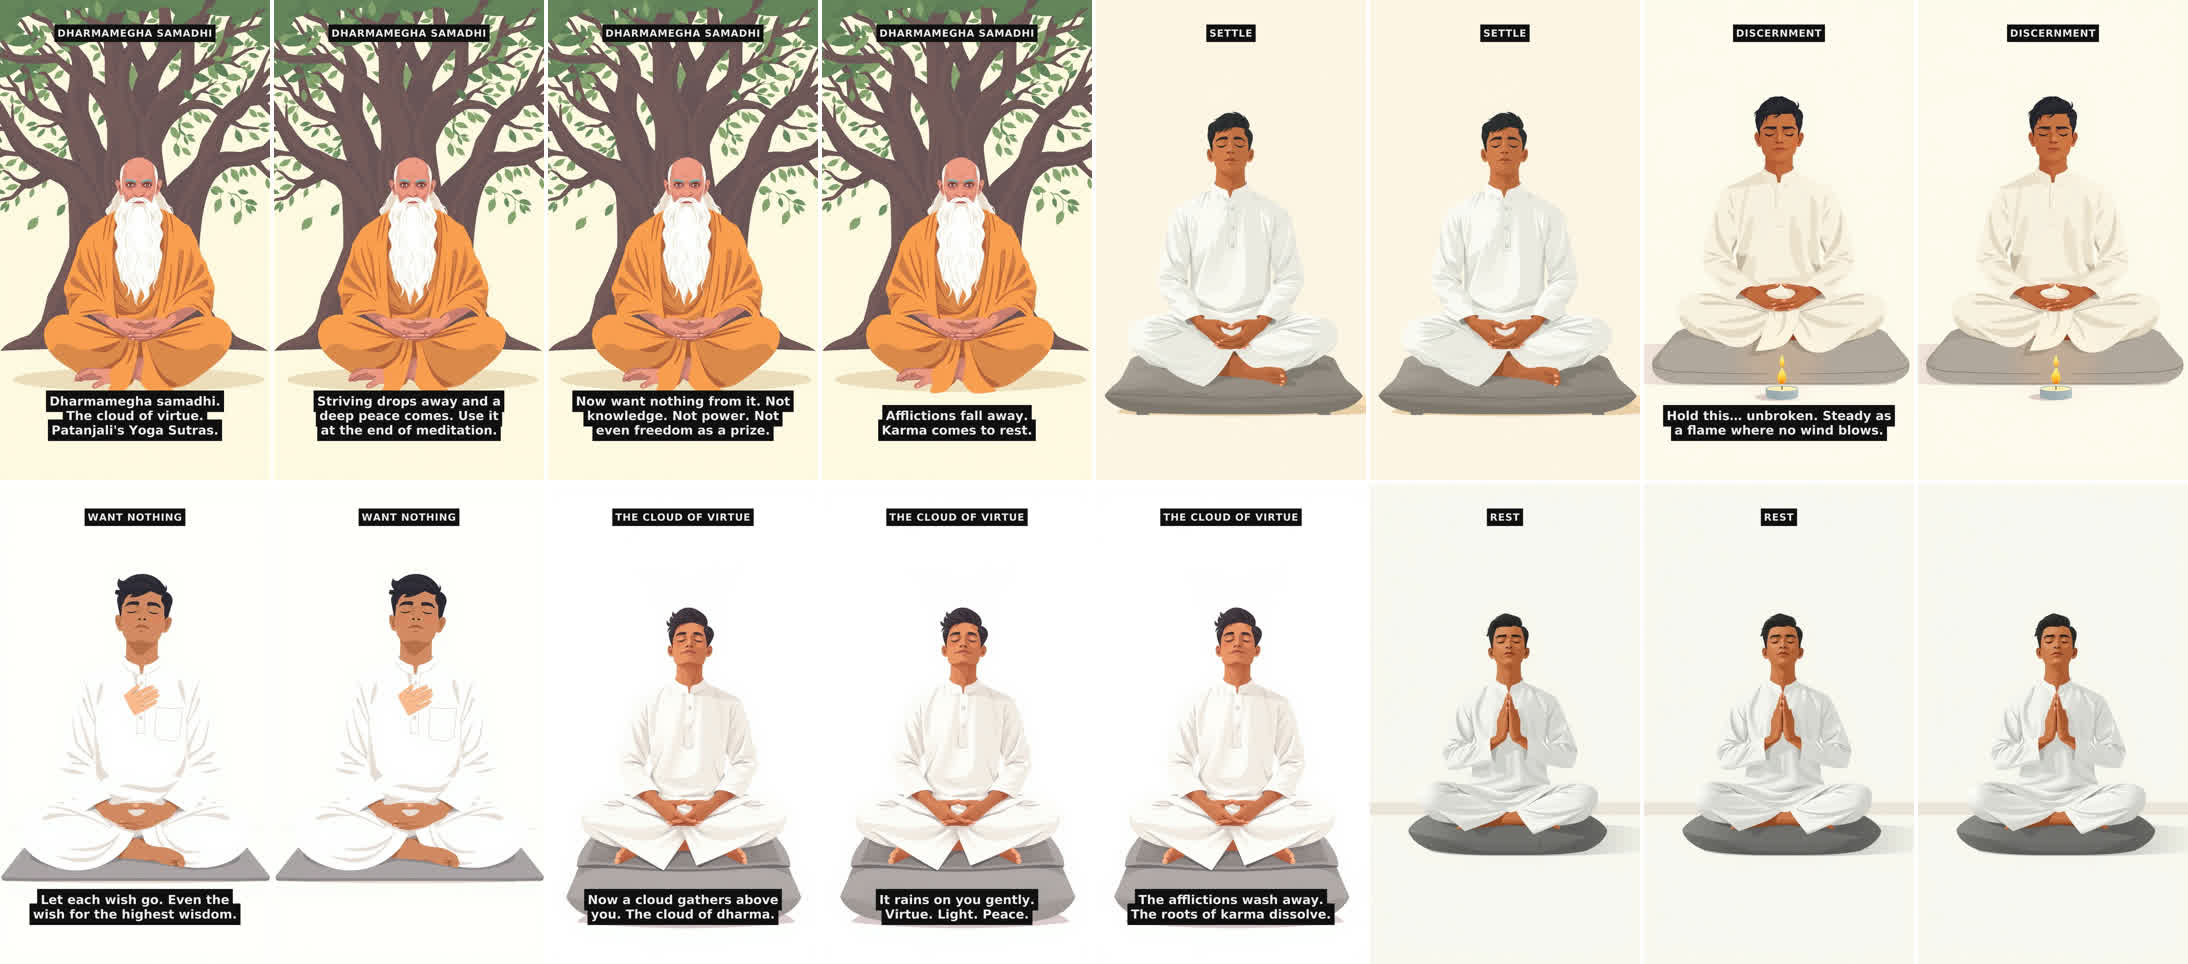 DHARMAMEGHA SAMADHI
Dharmamegha samadhi.
The cloud of virtue.
Patanjali's Yoga Sutras.
DHARMAMEGHA SAMADHI
Striving drops away and a
deep peace comes. Use it
at the end of meditation.
DHARMAMEGHA SAMADHI
Now want nothing from it. Not
knowledge. Not power. Not
even freedom as a prize.
DHARMAMEGHA SAMADHI
Afflictions fall away.
Karma comes to rest.
SETTLE
SETTLE
DISCERNMENT
Hold this... unbroken. Steady as
a flame where no wind blows.
DISCERNMENT
WANT NOTHING
Let each wish go. Even the
wish for the highest wisdom.
WANT NOTHING
THE CLOUD OF VIRTUE
Now a cloud gathers above
you. The cloud of dharma.
THE CLOUD OF VIRTUE
It rains on you gently.
Virtue. Light. Peace.
THE CLOUD OF VIRTUE
The afflictions wash away.
The roots of karma dissolve.
REST
REST